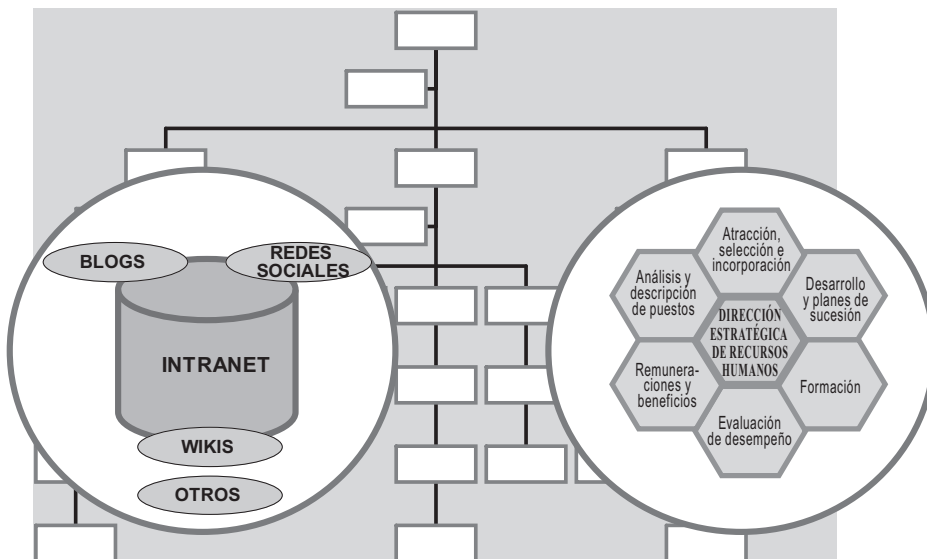 BLOGS
REDES
SOCIALES
INTRANET
WIKIS
OTROS
Atracción,
selección e
incorporación
Análisis y
descripción
de puestos
Desarrollo
y planes de
sucesión
DIRECCIÓN
ESTRATÉGICA
DE RECURSOS
HUMANOS
Remunera-
ciones y
beneficios
Formación
Evaluación
de desempeño